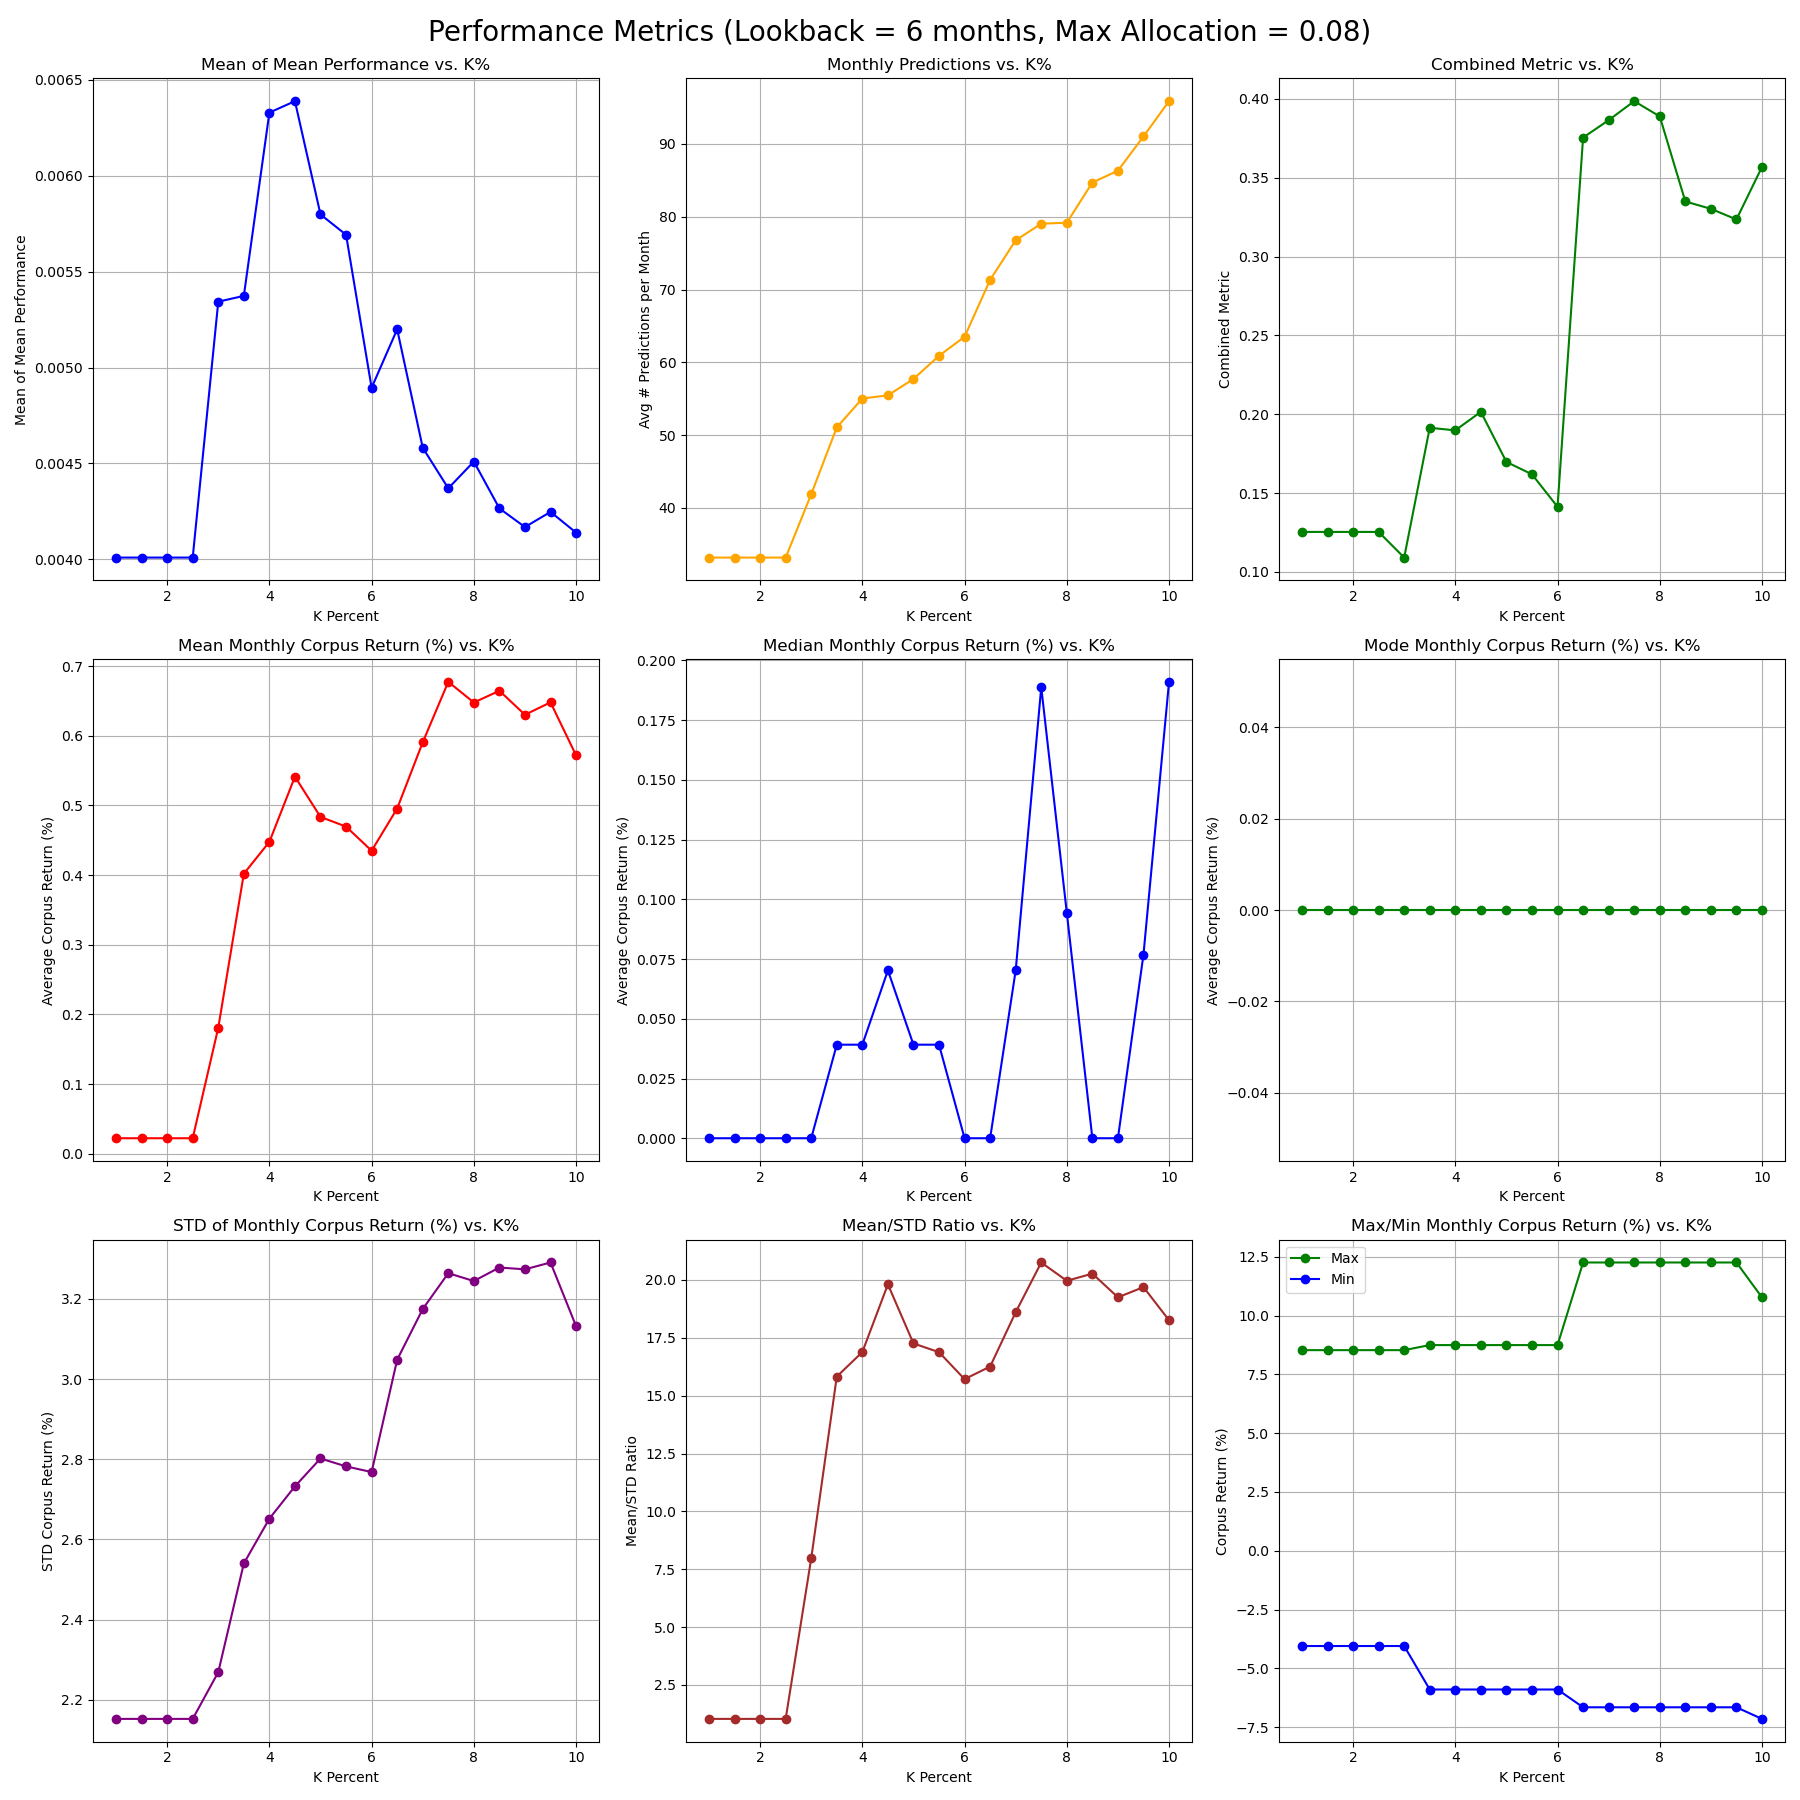 Performance Metrics (Lookback = 6 months, Max Allocation = 0.08)
Mean of Mean Performance vs. K%
Mean of Mean Performance
0.0065
0.0060
0.0055
0.0050
0.0045
0.0040
2 4 6 8 10
K Percent
Monthly Predictions vs. K%
Avg # Predictions per Month
90
80
70
60
50
40
2 4 6 8 10
K Percent
Combined Metric vs. K%
Combined Metric
0.40
0.35
0.30
0.25
0.20
0.15
0.10
2 4 6 8 10
K Percent
Mean Monthly Corpus Return (%) vs. K%
Average Corpus Return (%)
0.7
0.6
0.5
0.4
0.3
0.2
0.1
0.0
2 4 6 8 10
K Percent
Median Monthly Corpus Return (%) vs. K%
Average Corpus Return (%)
0.200
0.175
0.150
0.125
0.100
0.075
0.050
0.025
0.000
2 4 6 8 10
K Percent
Mode Monthly Corpus Return (%) vs. K%
Average Corpus Return (%)
0.04
0.02
0.00
−0.02
−0.04
2 4 6 8 10
K Percent
STD of Monthly Corpus Return (%) vs. K%
STD Corpus Return (%)
3.2
3.0
2.8
2.6
2.4
2.2
2 4 6 8 10
K Percent
Mean/STD Ratio vs. K%
Mean/STD Ratio
20.0
17.5
15.0
12.5
10.0
7.5
5.0
2.5
2 4 6 8 10
K Percent
Max/Min Monthly Corpus Return (%) vs. K%
Max
Min
Corpus Return (%)
12.5
10.0
7.5
5.0
2.5
0.0
−2.5
−5.0
−7.5
2 4 6 8 10
K Percent